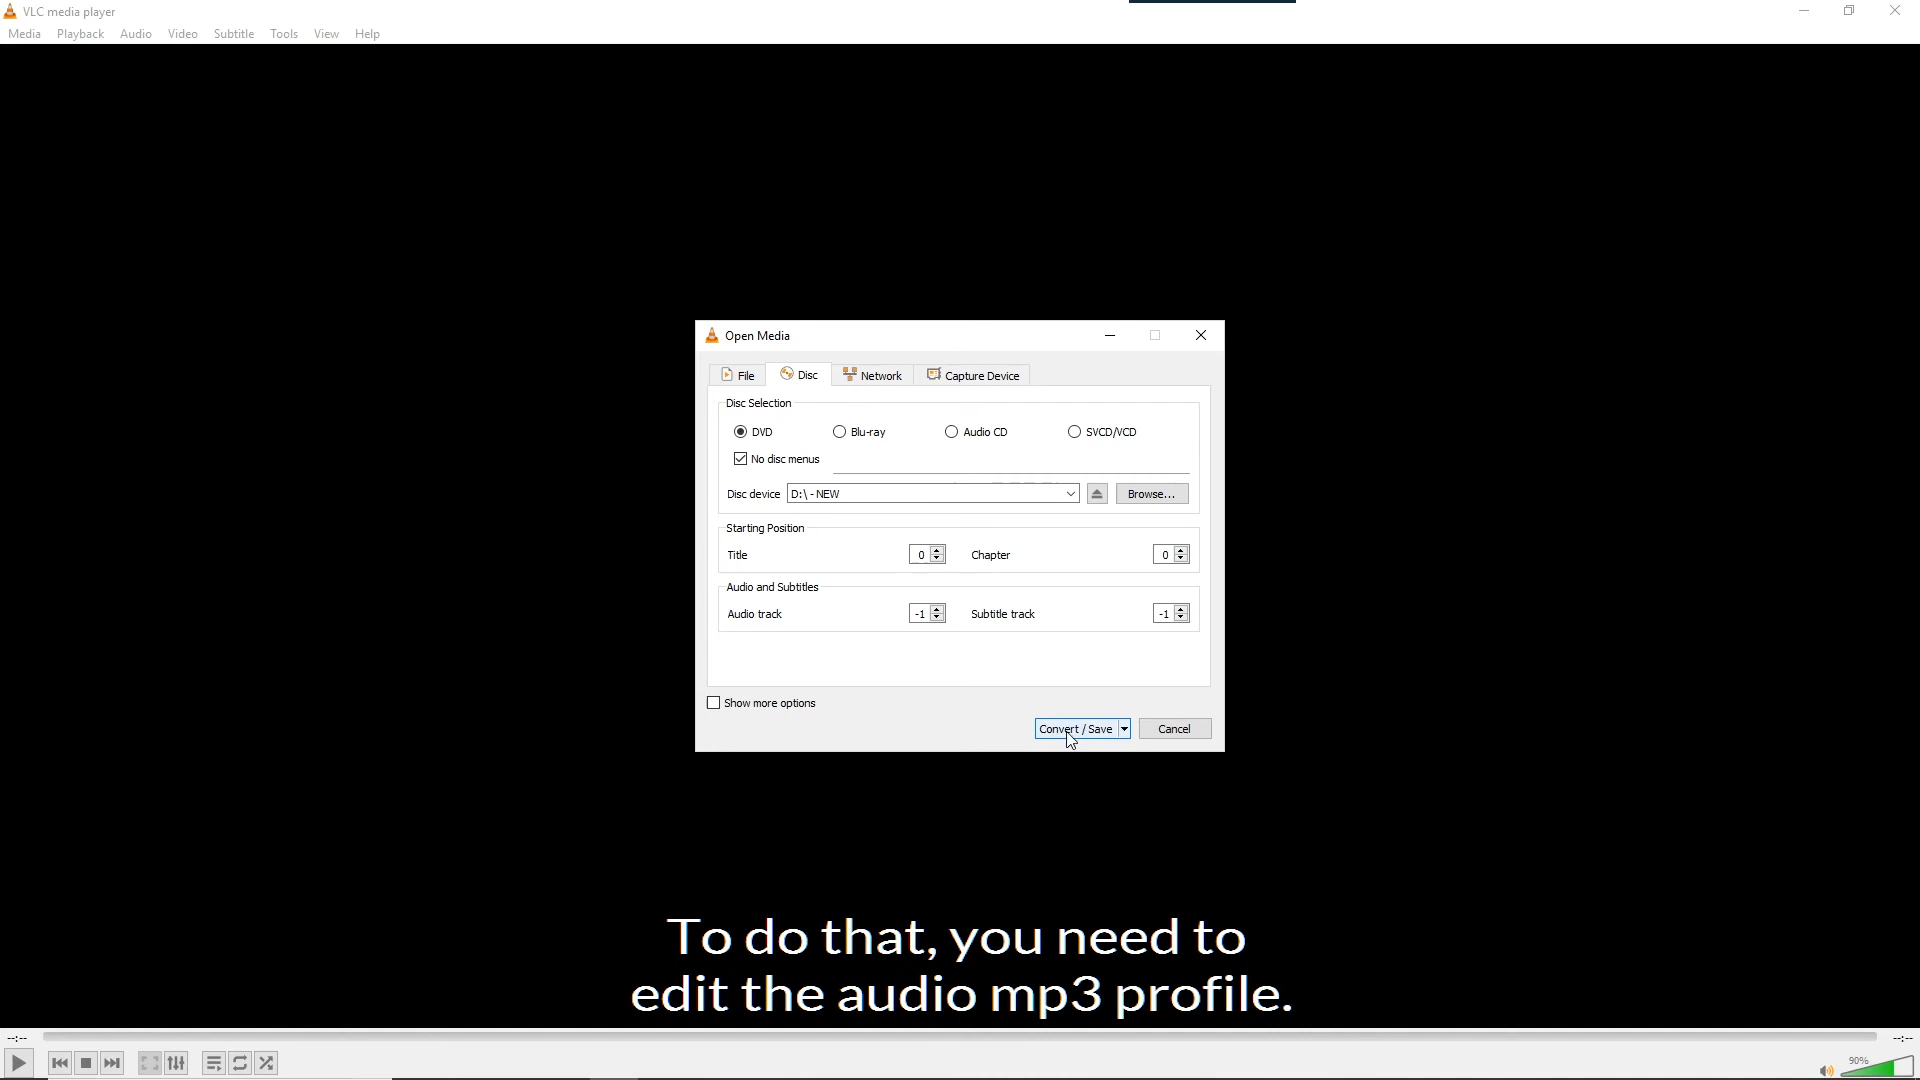 VLC media player
Media Playback Audio Video Subtitle Tools View Help
Open Media
File Disc Network Capture Device
Disc Selection
DVD Blu-ray Audio CD SVCD/VCD
No disc menus
Disc device D:\ - NEW Browse...
Starting Position
Title 0 Chapter 0
Audio and Subtitles
Audio track -1 Subtitle track -1
Show more options
Convert / Save Cancel
To do that, you need to
edit the audio mp3 profile.
--:-- --:--
90%